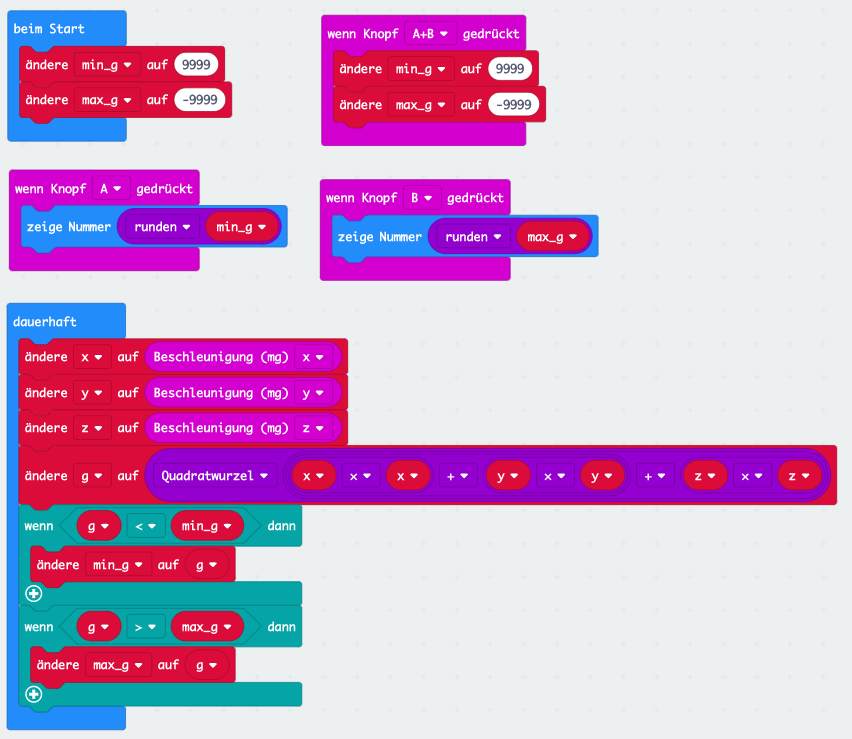 beim Start
ändere min_g auf 9999
ändere max_g auf -9999
wenn Knopf A+B gedrückt
ändere min_g auf 9999
ändere max_g auf -9999
wenn Knopf A gedrückt
zeige Nummer runden min_g
wenn Knopf B gedrückt
zeige Nummer runden max_g
dauerhaft
ändere x auf Beschleunigung (mg) x
ändere y auf Beschleunigung (mg) y
ändere z auf Beschleunigung (mg) z
ändere g auf Quadratwurzel x × x + y × y + z × z
wenn g < min_g dann
ändere min_g auf g
wenn g > max_g dann
ändere max_g auf g